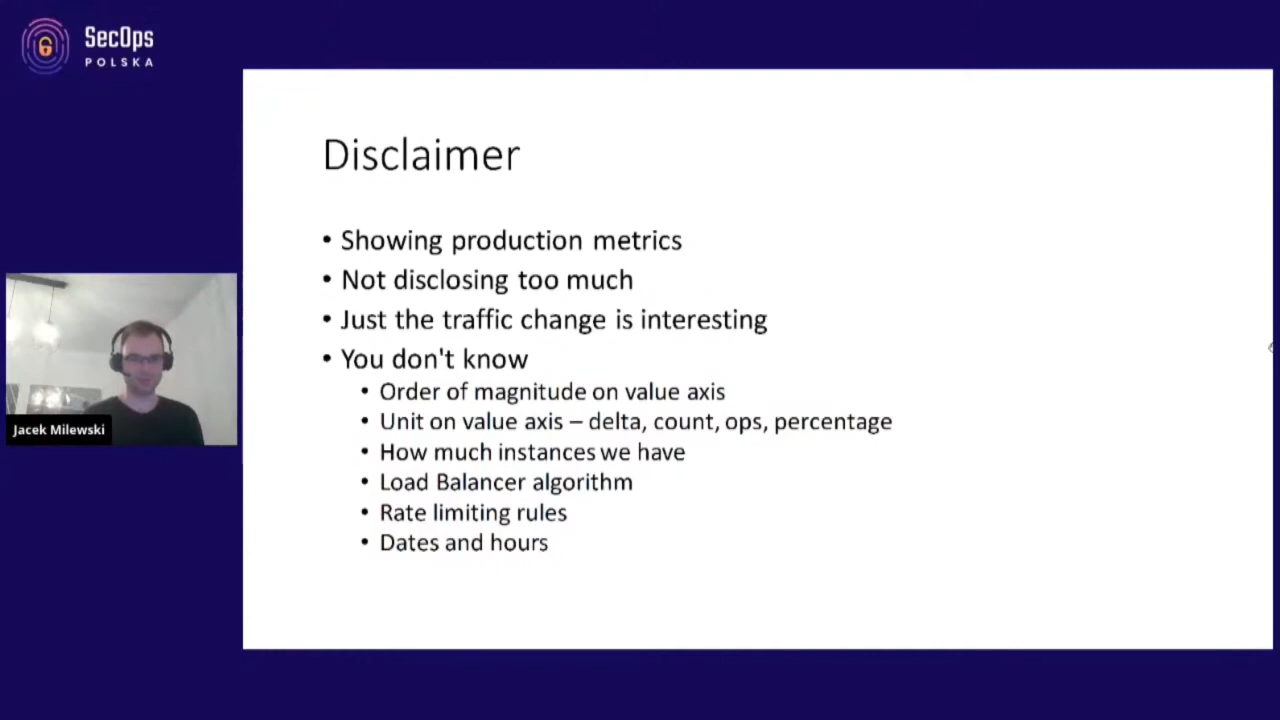 SecOps
POLSKA
Disclaimer
• Showing production metrics
• Not disclosing too much
• Just the traffic change is interesting
• You don't know
• Order of magnitude on value axis
• Unit on value axis – delta, count, ops, percentage
• How much instances we have
• Load Balancer algorithm
• Rate limiting rules
• Dates and hours
Jacek Milewski